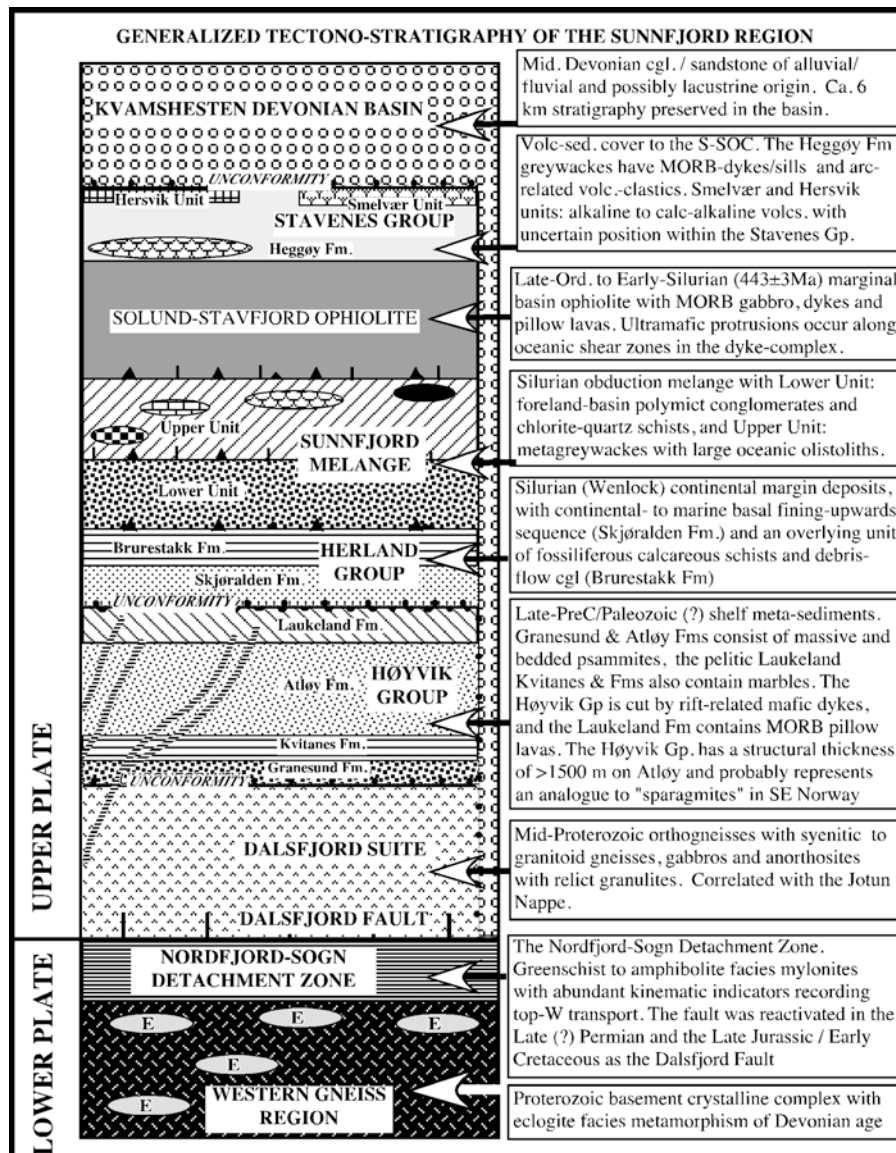 GENERALIZED TECTONO-STRATIGRAPHY OF THE SUNNFJORD REGION
KVAMSHESTEN DEVONIAN BASIN
UNCONFORMITY
Hersvik Unit
Smelvær Unit
STAVENES GROUP
Heggøy Fm.
SOLUND-STAVFJORD OPHIOLITE
Upper Unit
SUNNFJORD
MELANGE
Lower Unit
Brurestakk Fm.
HERLAND
GROUP
Skjøralden Fm.
UNCONFORMITY
Laukeland Fm.
HØYVIK
GROUP
Atløy Fm.
Kvitanes Fm.
Granesund Fm.
UNCONFORMITY
DALSFJORD SUITE
DALSFJORD FAULT
NORDFJORD-SOGN
DETACHMENT ZONE
E
E
E
E
E
WESTERN GNEISS
REGION
UPPER PLATE
LOWER PLATE
Mid. Devonian cgl. / sandstone of alluvial/
fluvial and possibly lacustrine origin. Ca. 6
km stratigraphy preserved in the basin.
Volc-sed. cover to the S-SOC. The Heggøy Fm
greywackes have MORB-dykes/sills and arc-
related volc.-clastics. Smelvær and Hersvik
units: alkaline to calc-alkaline volcs. with
uncertain position within the Stavenes Gp.
Late-Ord. to Early-Silurian (443±3Ma) marginal
basin ophiolite with MORB gabbro, dykes and
pillow lavas. Ultramafic protrusions occur along
oceanic shear zones in the dyke-complex.
Silurian obduction melange with Lower Unit:
foreland-basin polymict conglomerates and
chlorite-quartz schists, and Upper Unit:
metagreywackes with large oceanic olistoliths.
Silurian (Wenlock) continental margin deposits,
with continental- to marine basal fining-upwards
sequence (Skjøralden Fm.) and an overlying unit
of fossiliferous calcareous schists and debris-
flow cgl (Brurestakk Fm)
Late-PreC/Paleozoic (?) shelf meta-sediments.
Granesund & Atløy Fms consist of massive and
bedded psammites, the pelitic Laukeland
Kvitanes & Fms also contain marbles. The
Høyvik Gp is cut by rift-related mafic dykes,
and the Laukeland Fm contains MORB pillow
lavas. The Høyvik Gp. has a structural thickness
of >1500 m on Atløy and probably represents
an analogue to "sparagmites" in SE Norway
Mid-Proterozoic orthogneisses with syenitic to
granitoid gneisses, gabbros and anorthosites
with relict granulites. Correlated with the Jotun
Nappe.
The Nordfjord-Sogn Detachment Zone.
Greenschist to amphibolite facies mylonites
with abundant kinematic indicators recording
top-W transport. The fault was reactivated in the
Late (?) Permian and the Late Jurassic / Early
Cretaceous as the Dalsfjord Fault
Proterozoic basement crystalline complex with
eclogite facies metamorphism of Devonian age